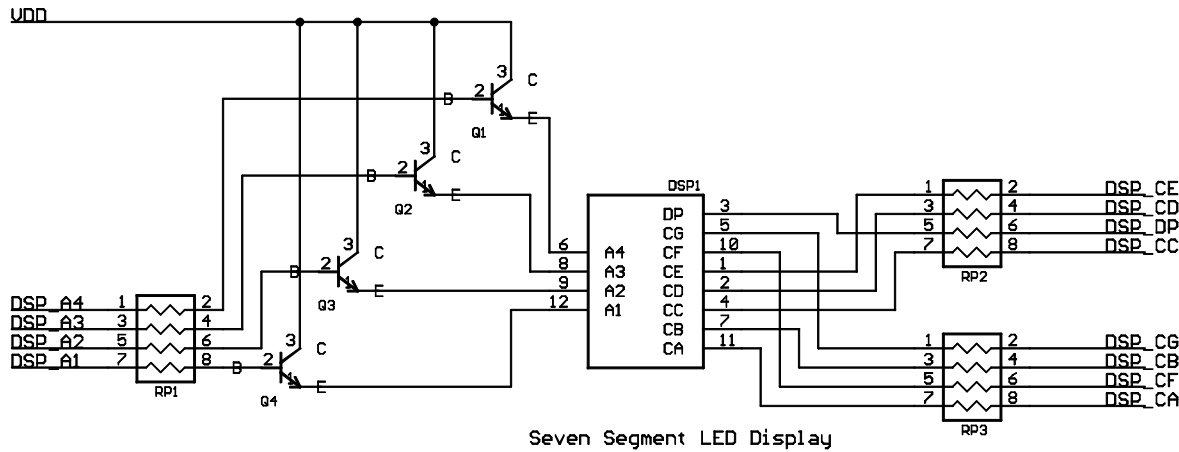 VDD
3 C
2
B
1 E
Q1
3 C
2
B
1 E
Q2
3 C
2
B
1 E
Q3
3 C
2
B
1 E
Q4
DSP_A4 1 2
DSP_A3 3 4
DSP_A2 5 6
DSP_A1 7 8
RP1
DSP1
DP 3
CG 5
6 A4 CF 10
8 A3 CE 1
9 A2 CD 2
12 A1 CC 4
CB 7
CA 11
1 2 DSP_CE
3 4 DSP_CD
5 6 DSP_DP
7 8 DSP_CC
RP2
1 2 DSP_CG
3 4 DSP_CB
5 6 DSP_CF
7 8 DSP_CA
RP3
Seven Segment LED Display